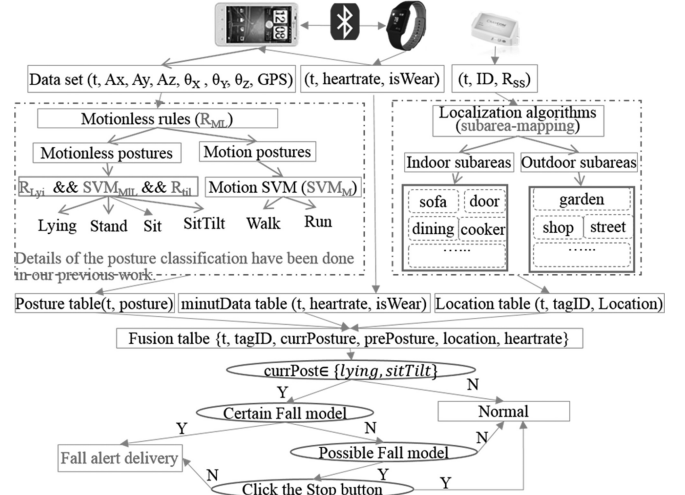 Data set (t, Ax, Ay, Az, θX , θY, θZ, GPS)
(t, heartrate, isWear)
(t, ID, RSS)
Motionless rules (RML)
Motionless postures
Motion postures
RLyi && SVMMlL && Rtil
Motion SVM (SVMM)
Lying
Stand
Sit
SitTilt
Walk
Run
Details of the posture classification have been done
in our previous work.
Localization algorithms
(subarea-mapping)
Indoor subareas
Outdoor subareas
sofa
door
dining
cooker
......
garden
shop
street
......
Posture table(t, posture)
minutData table (t, heartrate, isWear)
Location table (t, tagID, Location)
Fusion talbe {t, tagID, currPosture, prePosture, location, heartrate}
currPost∈ {lying,sitTilt}
Y
N
Certain Fall model
Normal
Y
N
Fall alert delivery
Possible Fall model
N
N
Y
Click the Stop button
Y